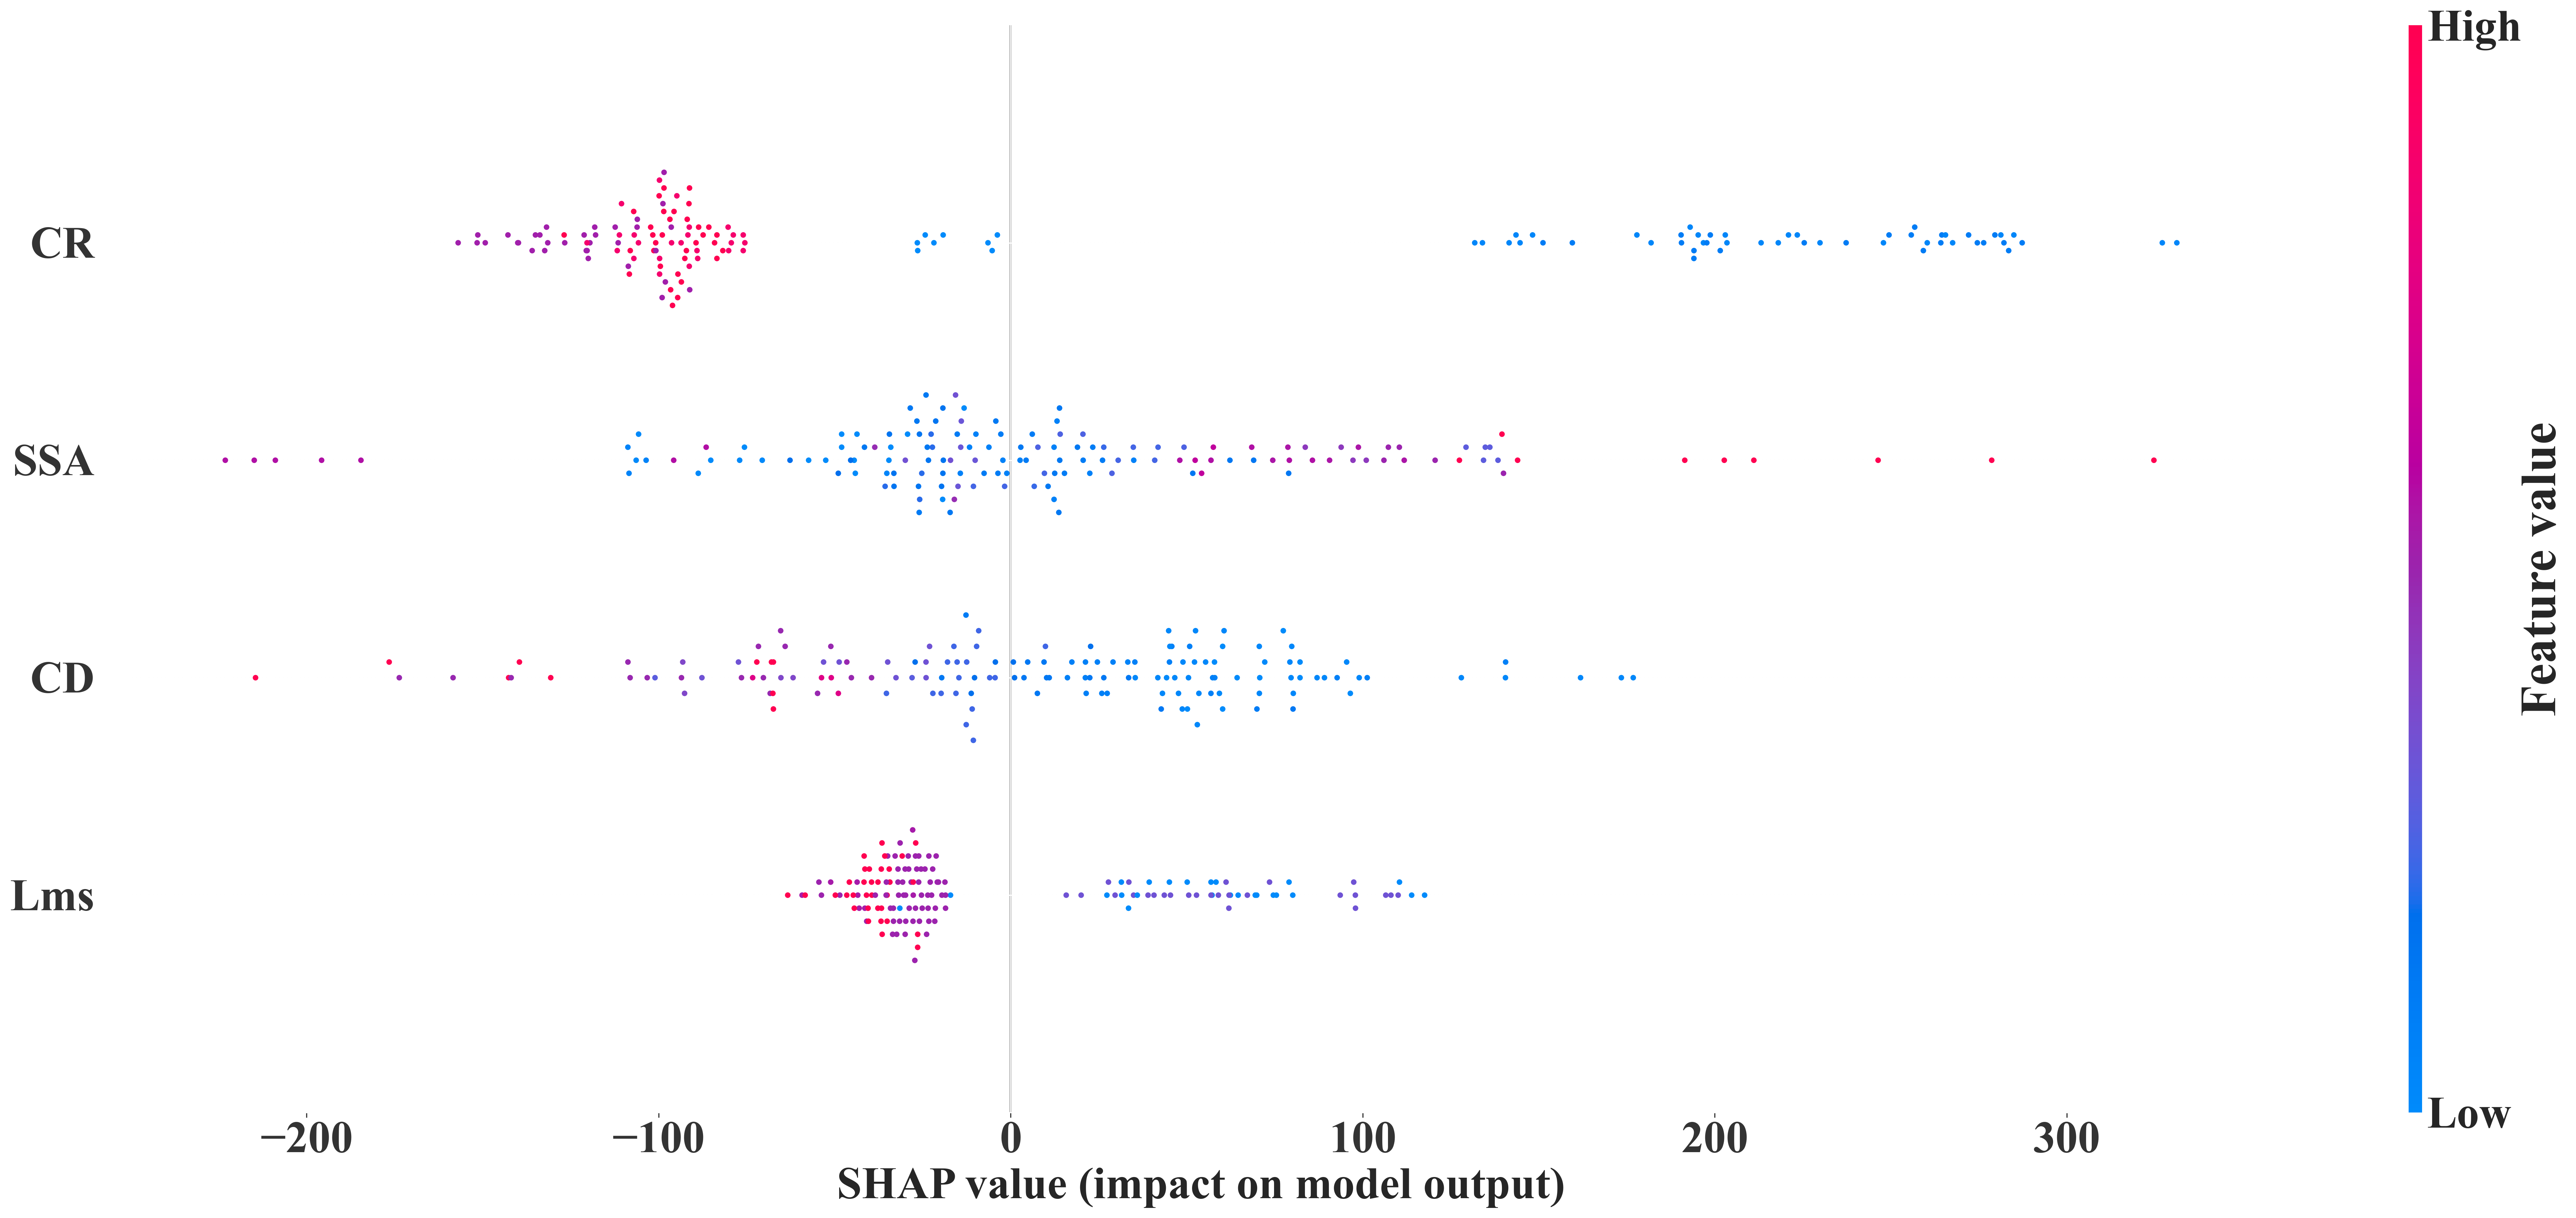 High
CR
SSA
CD
Lms
Feature value
Low
−200
−100
0
100
200
300
SHAP value (impact on model output)